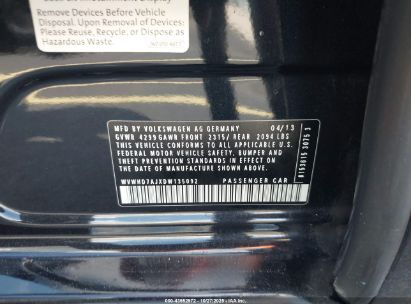 Remove Devices Before Vehicle
Disposal. Upon Removal of Devices:
Please Reuse, Recycle, or Dispose as
Hazardous Waste.
MFD BY VOLKSWAGEN AG GERMANY 04/13
GVWR 4299 GAWR FRONT 2315/ REAR 2094 LBS
THIS VEHICLE CONFORMS TO ALL APPLICABLE U.S.
FEDERAL MOTOR VEHICLE SAFETY, BUMPER AND
THEFT PREVENTION STANDARDS IN EFFECT ON
THE DATE OF MANUFACTURE SHOWN ABOVE.
WVWHD7AJXDW135092 PASSENGER CAR